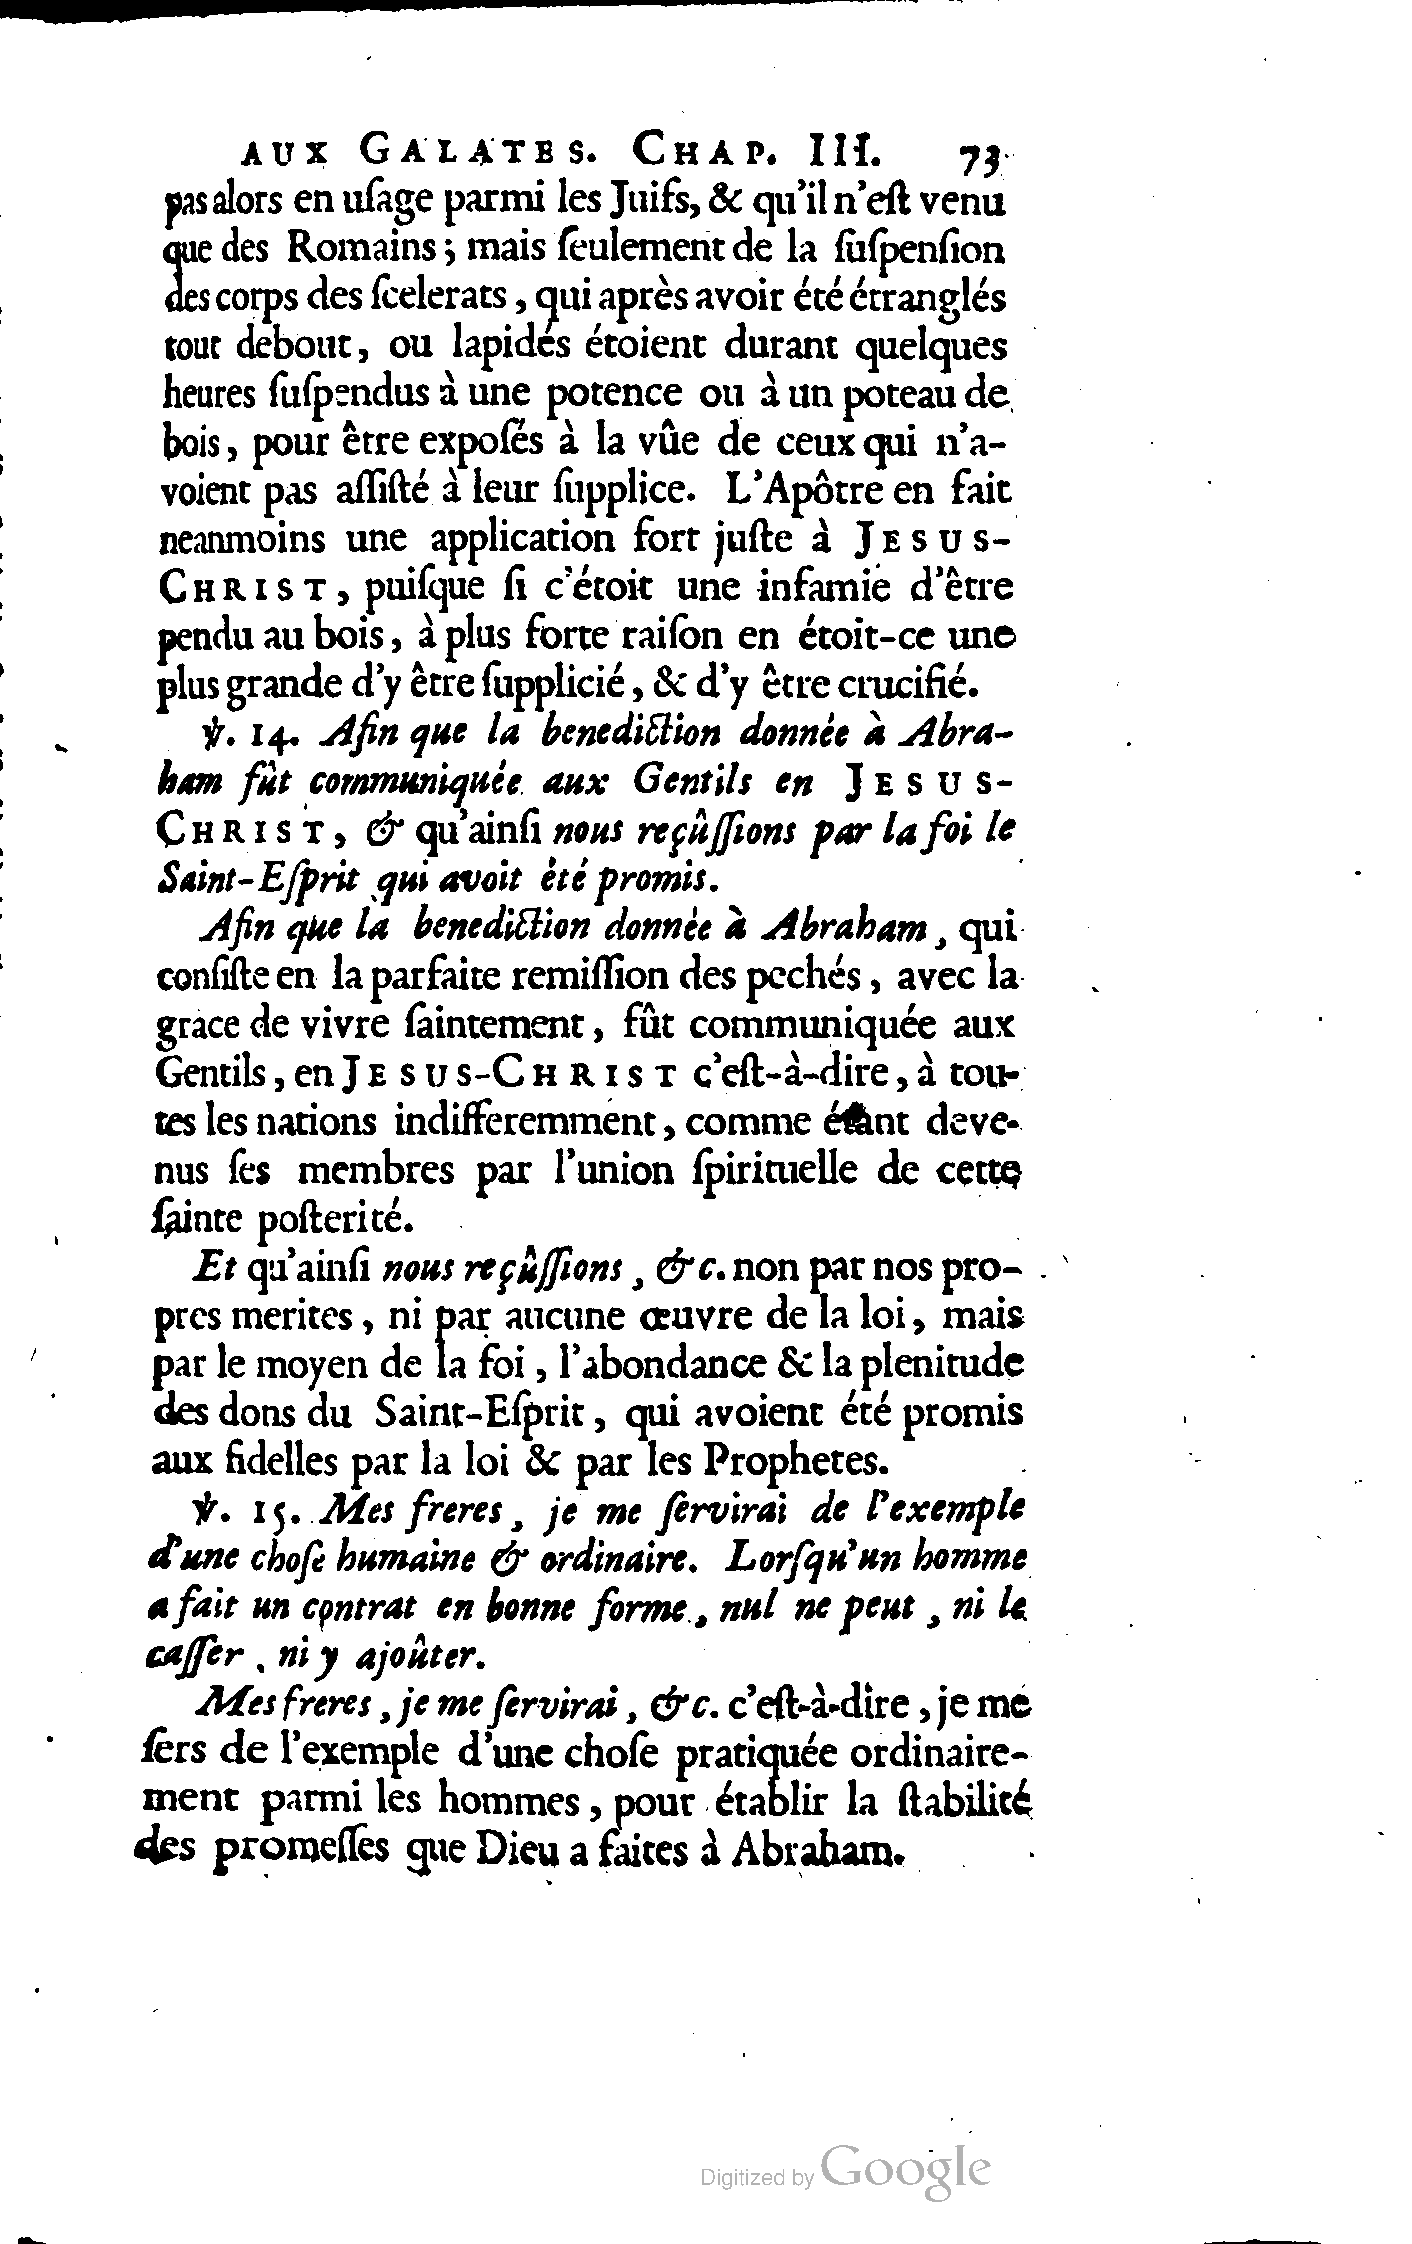 AUX GALATES. CHAP. III. 73
pas alors en uſage parmi les Juifs, & qu'il n'eſt venu
que des Romains; mais ſeulement de la ſuſpenſion
des corps des ſcelerats, qui après avoir été étranglés
tout debout, ou lapidés étoient durant quelques
heures ſuſpendus à une potence ou à un poteau de
bois, pour être expoſés à la vûe de ceux qui n'a-
voient pas aſſiſté à leur ſupplice. L'Apôtre en fait
neanmoins une application fort juſte à JESUS-
CHRIST, puiſque ſi c'étoit une infamie d'être
pendu au bois, à plus forte raiſon en étoit-ce une
plus grande d'y être ſupplicié, & d'y être crucifié.
℣. 14. Afin que la benediction donnée à Abra-
ham fût communiquée aux Gentils en JESUS-
CHRIST, & qu'ainſi nous reçûſſions par la foi le
Saint-Eſprit qui avoit été promis.
Afin que la benediction donnée à Abraham, qui
conſiſte en la parfaite remiſſion des pechés, avec la
grace de vivre ſaintement, fût communiquée aux
Gentils, en JESUS-CHRIST c'eſt-à-dire, à tou-
tes les nations indifferemment, comme étant deve-
nus ſes membres par l'union ſpirituelle de cette
ſainte poſterité.
Et qu'ainſi nous reçûſſions, &c. non par nos pro-
pres merites, ni par aucune œuvre de la loi, mais
par le moyen de la foi, l'abondance & la plenitude
des dons du Saint-Eſprit, qui avoient été promis
aux fidelles par la loi & par les Prophetes.
℣. 15. Mes freres, je me ſervirai de l'exemple
d'une choſe humaine & ordinaire. Lorſqu'un homme
a fait un contrat en bonne forme, nul ne peut, ni le
caſſer, ni y ajoûter.
Mes freres, je me ſervirai, &c. c'eſt-à-dire, je me
ſers de l'exemple d'une choſe pratiquée ordinaire-
ment parmi les hommes, pour établir la ſtabilité
des promeſſes que Dieu a faites à Abraham.
Digitized by Google